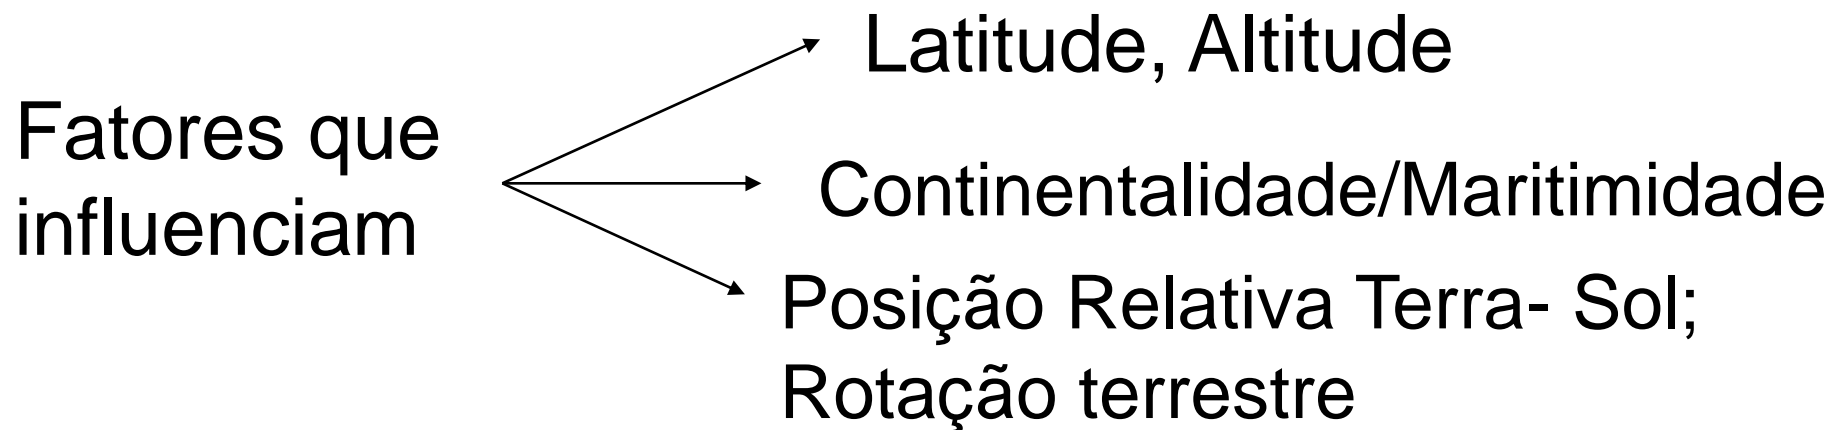 Fatores que
influenciam
Latitude, Altitude
Continentalidade/Maritimidade
Posição Relativa Terra- Sol;
Rotação terrestre